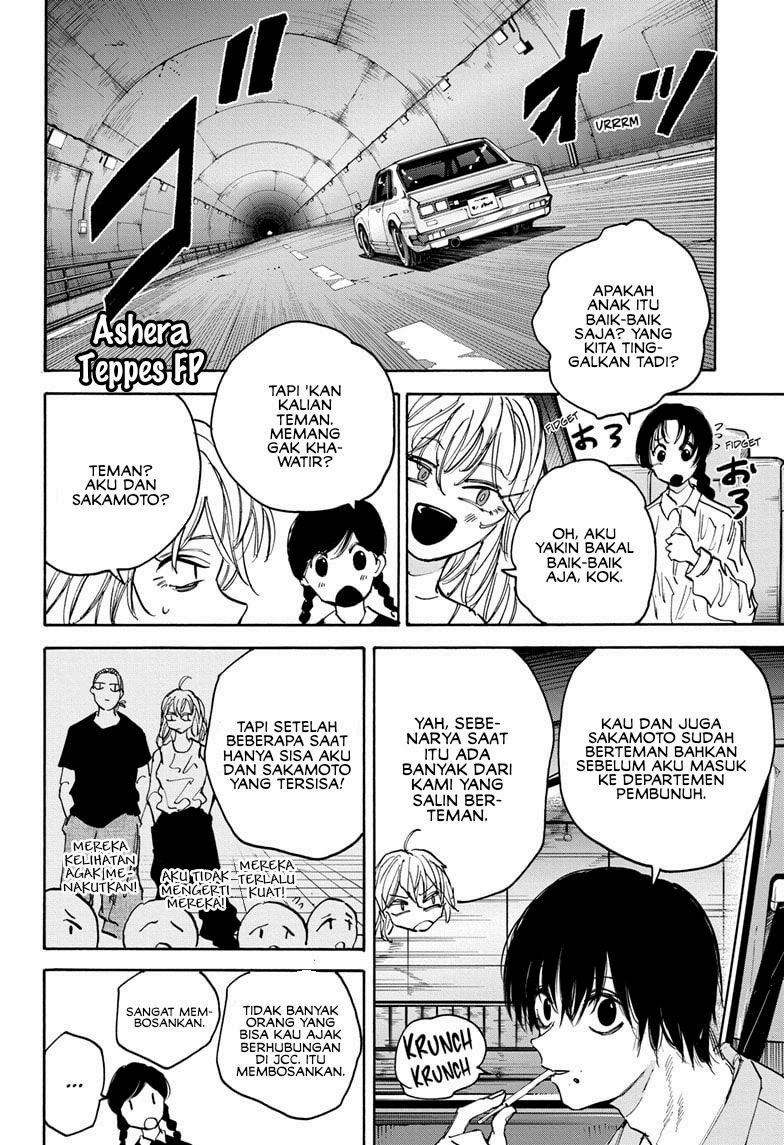 オッ
VRRRM
Ashera
Teppes FP
APAKAH
ANAK ITU
BAIK-BAIK
SAJA? YANG
KITA TING-
GALKAN TADI?
FIDGET
おろ
FIDGET
おろ
OH, AKU
YAKIN BAKAL
BAIK-BAIK
AJA, KOK.
TAPI 'KAN
KALIAN
TEMAN.
MEMANG
GAK KHA-
WATIR?
TEMAN?
AKU DAN
SAKAMOTO?
KAU DAN JUGA
SAKAMOTO SUDAH
BERTEMAN BAHKAN
SEBELUM AKU MASUK
KE DEPARTEMEN
PEMBUNUH.
YAH, SEBE-
NARYA SAAT
ITU ADA
BANYAK DARI
KAMI YANG
SALIN BER-
TEMAN.
KRUNCH
KRUNCH
TAPI SETELAH
BEBERAPA SAAT
HANYA SISA AKU
DAN SAKAMOTO
YANG TERSISA!
MEREKA
TERLALU
KUAT!
AKU TIDAK
MENGERTI
MEREKA!
MEREKA
KELIHATAN
AGAK ME-
NAKUTKAN!
TIDAK BANYAK
ORANG YANG
BISA KAU AJAK
BERHUBUNGAN
DI JCC. ITU
MEMBOSANKAN.
SANGAT MEM-
BOSANKAN.
...